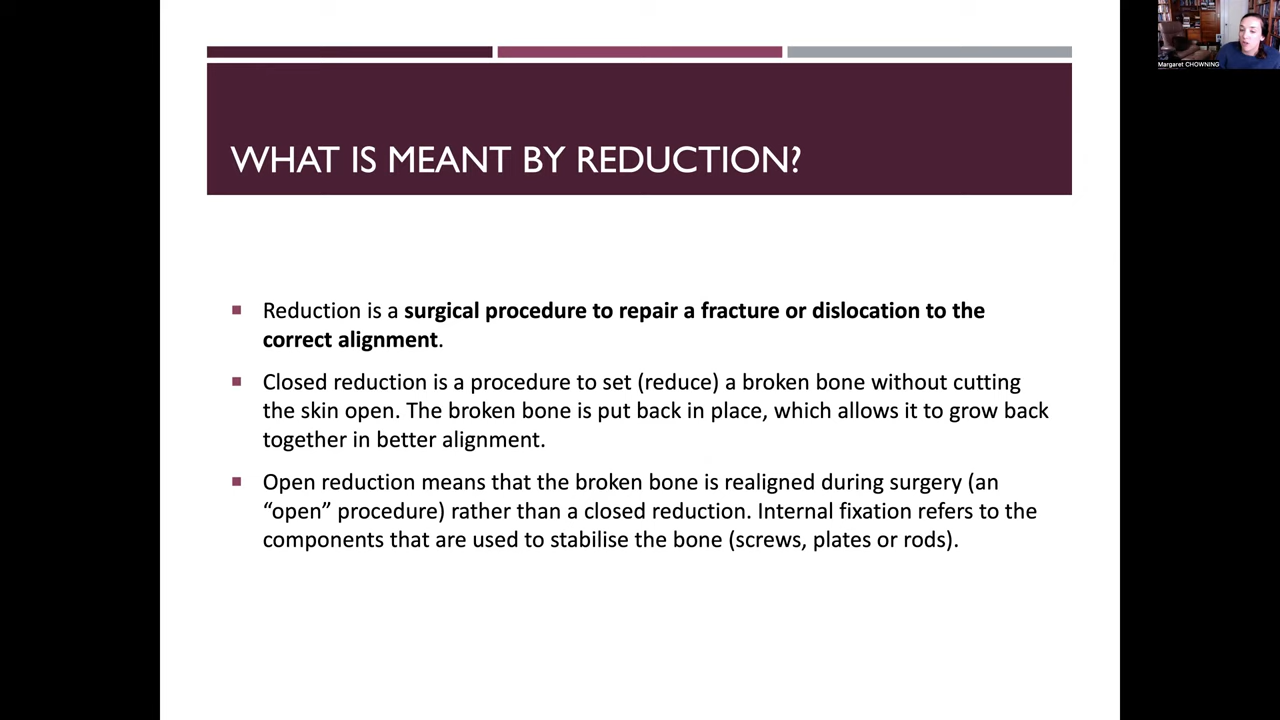 Margaret CHOWNING
WHAT IS MEANT BY REDUCTION?
Reduction is a surgical procedure to repair a fracture or dislocation to the
correct alignment.
Closed reduction is a procedure to set (reduce) a broken bone without cutting
the skin open. The broken bone is put back in place, which allows it to grow back
together in better alignment.
Open reduction means that the broken bone is realigned during surgery (an
“open” procedure) rather than a closed reduction. Internal fixation refers to the
components that are used to stabilise the bone (screws, plates or rods).